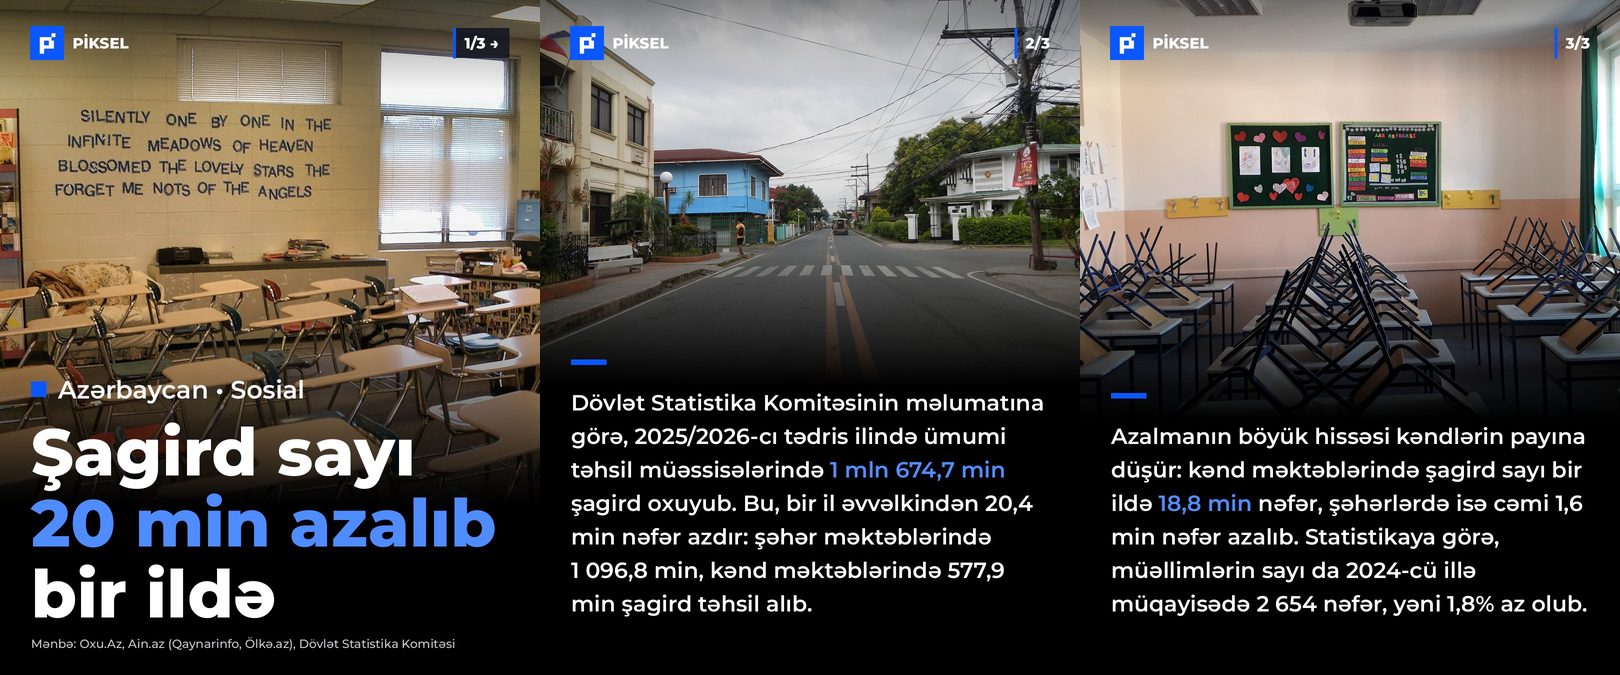 PİKSEL
1/3 →
SILENTLY ONE BY ONE IN THE
INFINITE MEADOWS OF HEAVEN
BLOSSOMED THE LOVELY STARS THE
FORGET ME NOTS OF THE ANGELS
Azərbaycan • Sosial
Şagird sayı
20 min azalıb
bir ildə
Mənbə: Oxu.Az, Ain.az (Qaynarinfo, Ölkə.az), Dövlət Statistika Komitəsi
PİKSEL
2/3
Dövlət Statistika Komitəsinin məlumatına
görə, 2025/2026-cı tədris ilində ümumi
təhsil müəssisələrində 1 mln 674,7 min
şagird oxuyub. Bu, bir il əvvəlkindən 20,4
min nəfər azdır: şəhər məktəblərində
1 096,8 min, kənd məktəblərində 577,9
min şagird təhsil alıb.
PİKSEL
3/3
Azalmanın böyük hissəsi kəndlərin payına
düşür: kənd məktəblərində şagird sayı bir
ildə 18,8 min nəfər, şəhərlərdə isə cəmi 1,6
min nəfər azalıb. Statistikaya görə,
müəllimlərin sayı da 2024-cü illə
müqayisədə 2 654 nəfər, yəni 1,8% az olub.